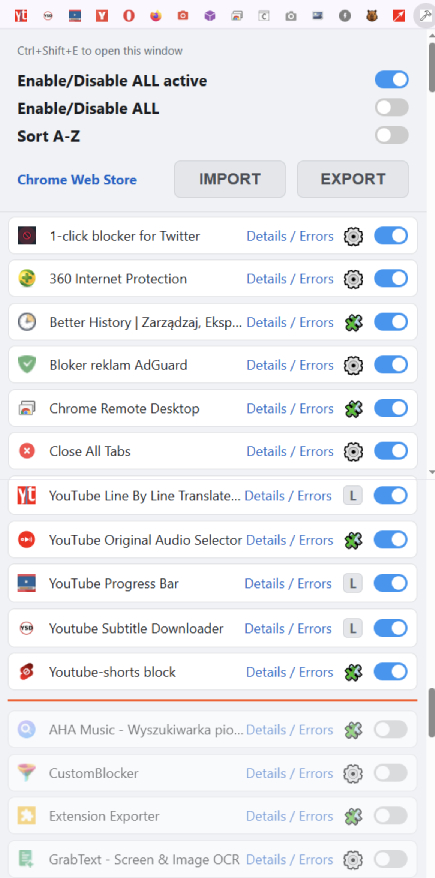 Yt YSD Y C f
Ctrl+Shift+E to open this window
Enable/Disable ALL active
Enable/Disable ALL
Sort A-Z
Chrome Web Store IMPORT EXPORT
1-click blocker for Twitter Details / Errors
360 Internet Protection Details / Errors
Better History | Zarządzaj, Eksp... Details / Errors
Bloker reklam AdGuard Details / Errors
Chrome Remote Desktop Details / Errors
Close All Tabs Details / Errors
Yt YouTube Line By Line Translate... Details / Errors L
YouTube Original Audio Selector Details / Errors
YouTube Progress Bar Details / Errors L
YSD Youtube Subtitle Downloader Details / Errors L
Youtube-shorts block Details / Errors
AHA Music - Wyszukiwarka pio... Details / Errors
CustomBlocker Details / Errors
Extension Exporter Details / Errors
GrabText - Screen & Image OCR Details / Errors